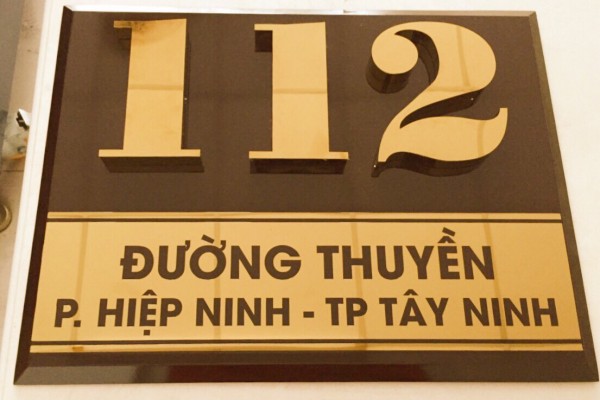 112
ĐƯỜNG THUYỀN
P. HIỆP NINH - TP TÂY NINH